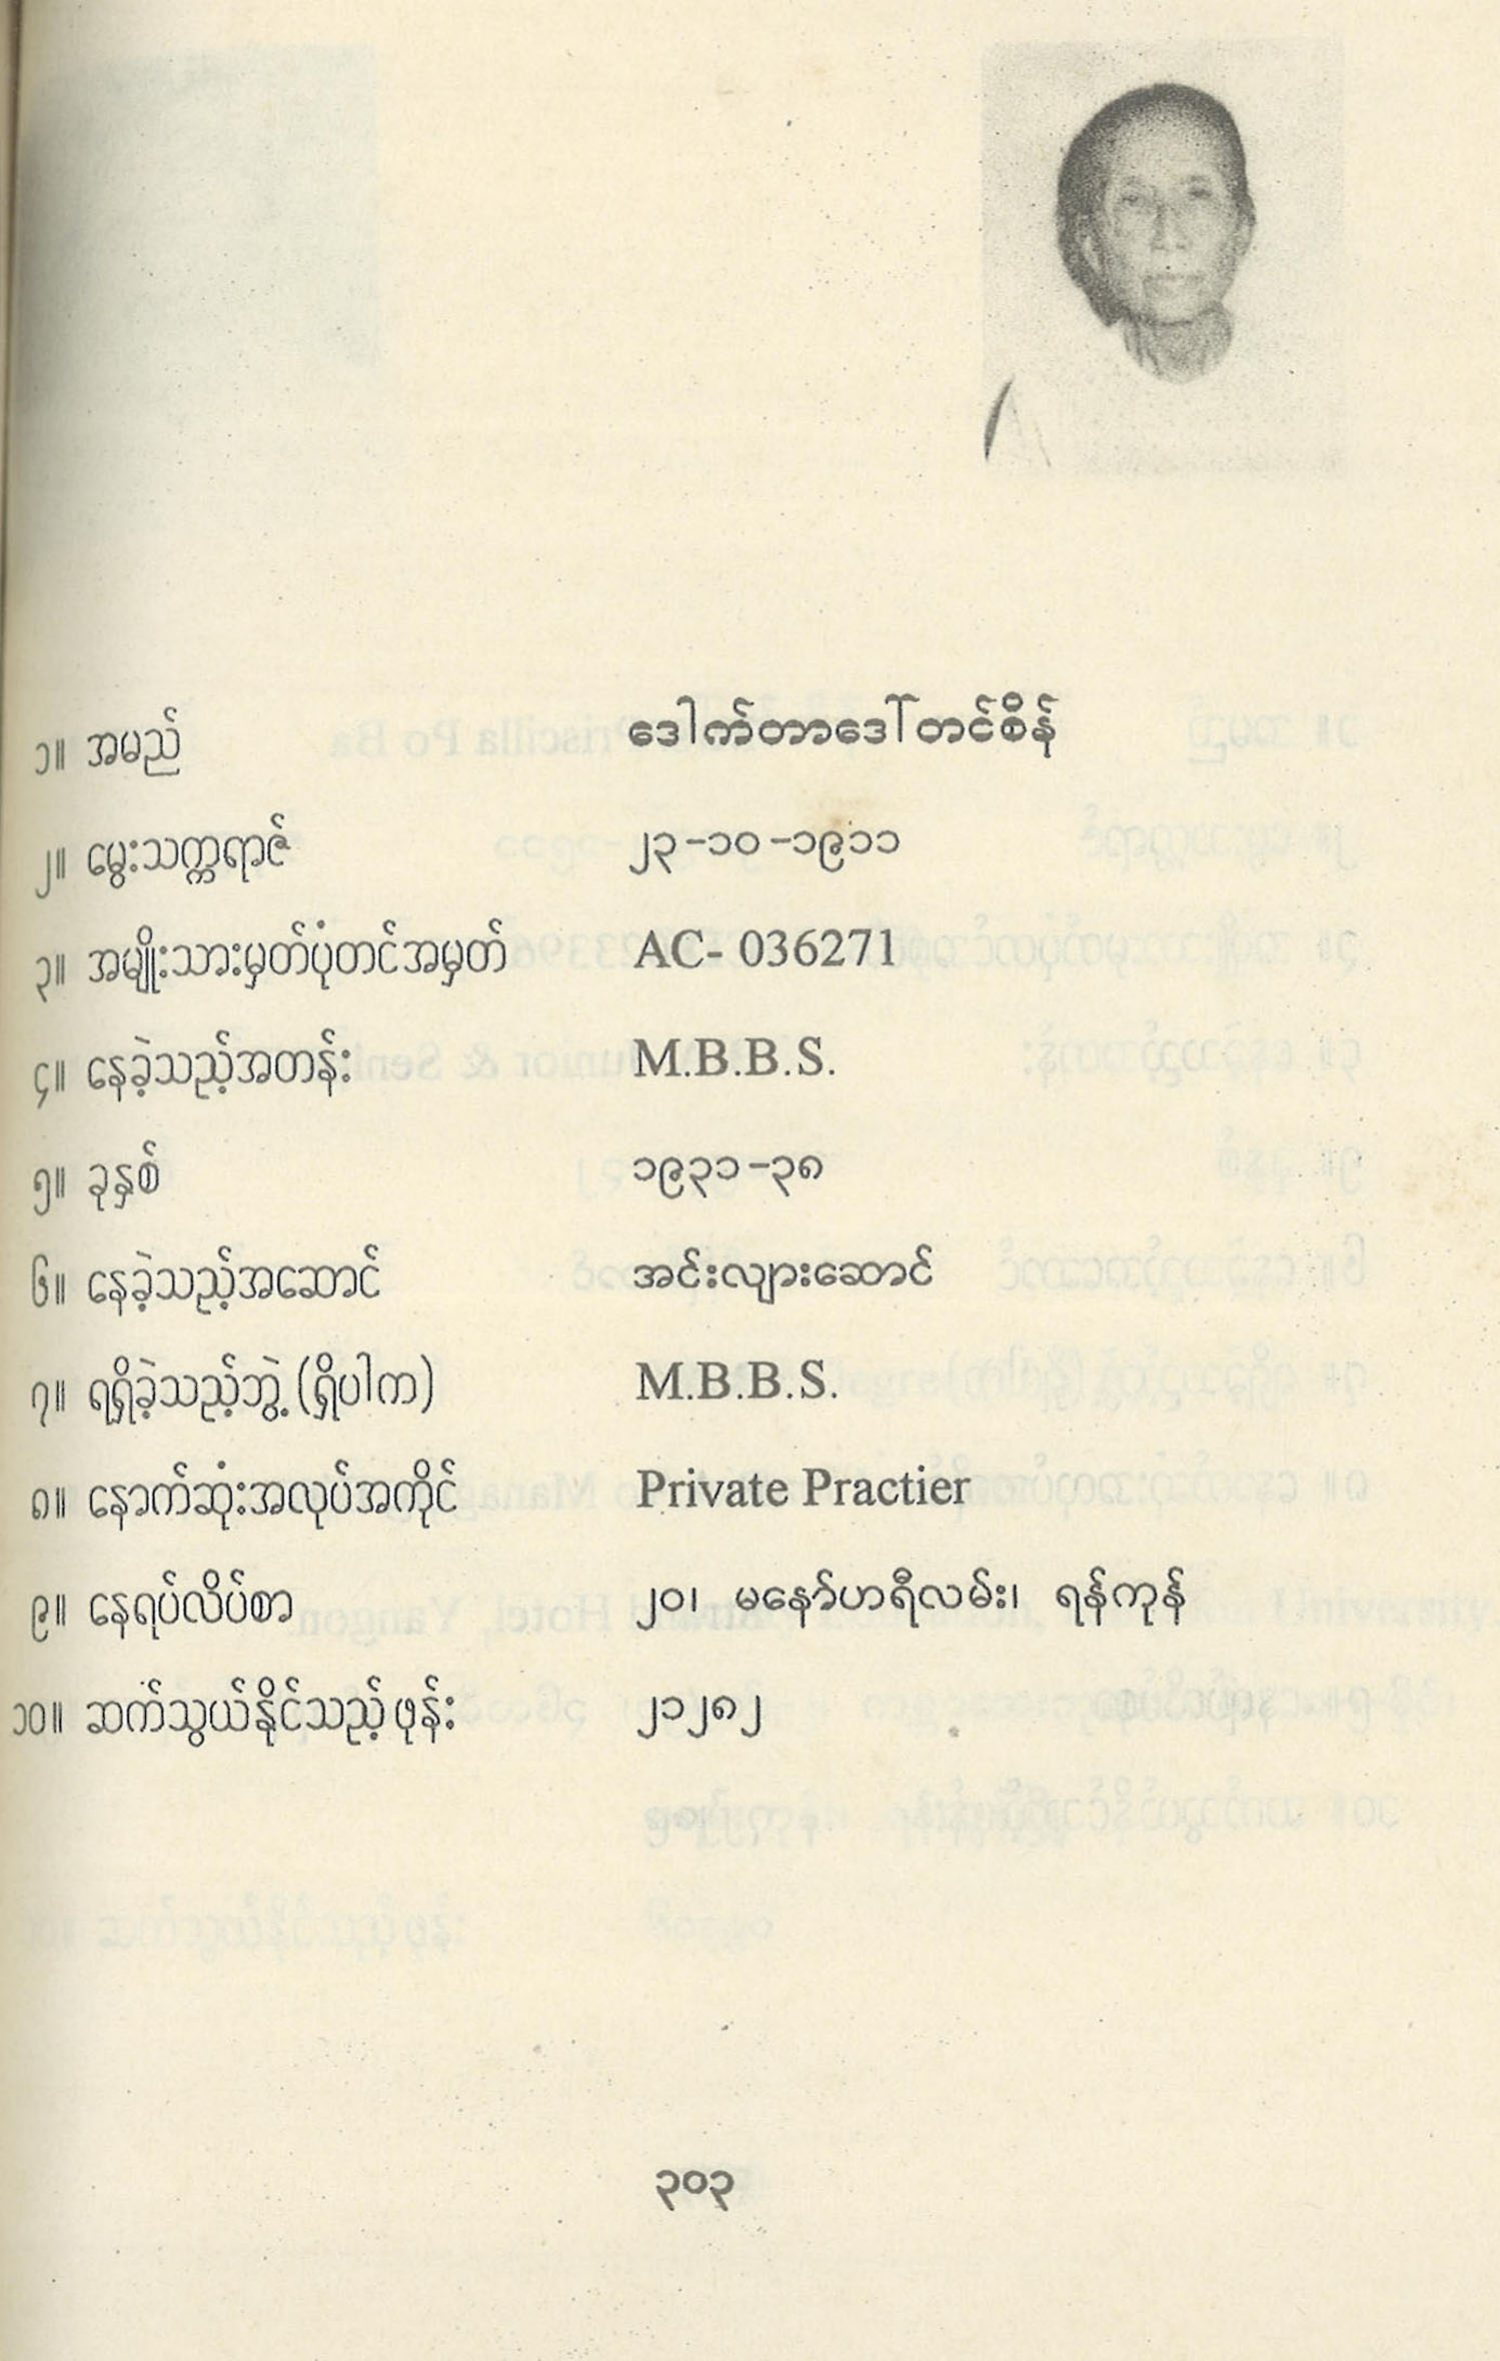 ၁။ အမည် ဒေါက်တာဒေါ်တင်စိန်
၂။ မွေးသက္ကရာဇ် ၂၃-၁၀-၁၉၁၁
၃။ အမျိုးသားမှတ်ပုံတင်အမှတ် AC- 036271
၄။ နေခဲ့သည့်အတန်း M.B.B.S.
၅။ ခုနှစ် ၁၉၃၁-၃၈
၆။ နေခဲ့သည့်အဆောင် အင်းလျားဆောင်
၇။ ရရှိခဲ့သည့်ဘွဲ့ (ရှိပါက) M.B.B.S.
၈။ နောက်ဆုံးအလုပ်အကိုင် Private Practier
၉။ နေရပ်လိပ်စာ ၂၀၊ မနော်ဟရီလမ်း၊ ရန်ကုန်
၁၀။ ဆက်သွယ်နိုင်သည့်ဖုန်း ၂၁၂၈၂
၃၀၃